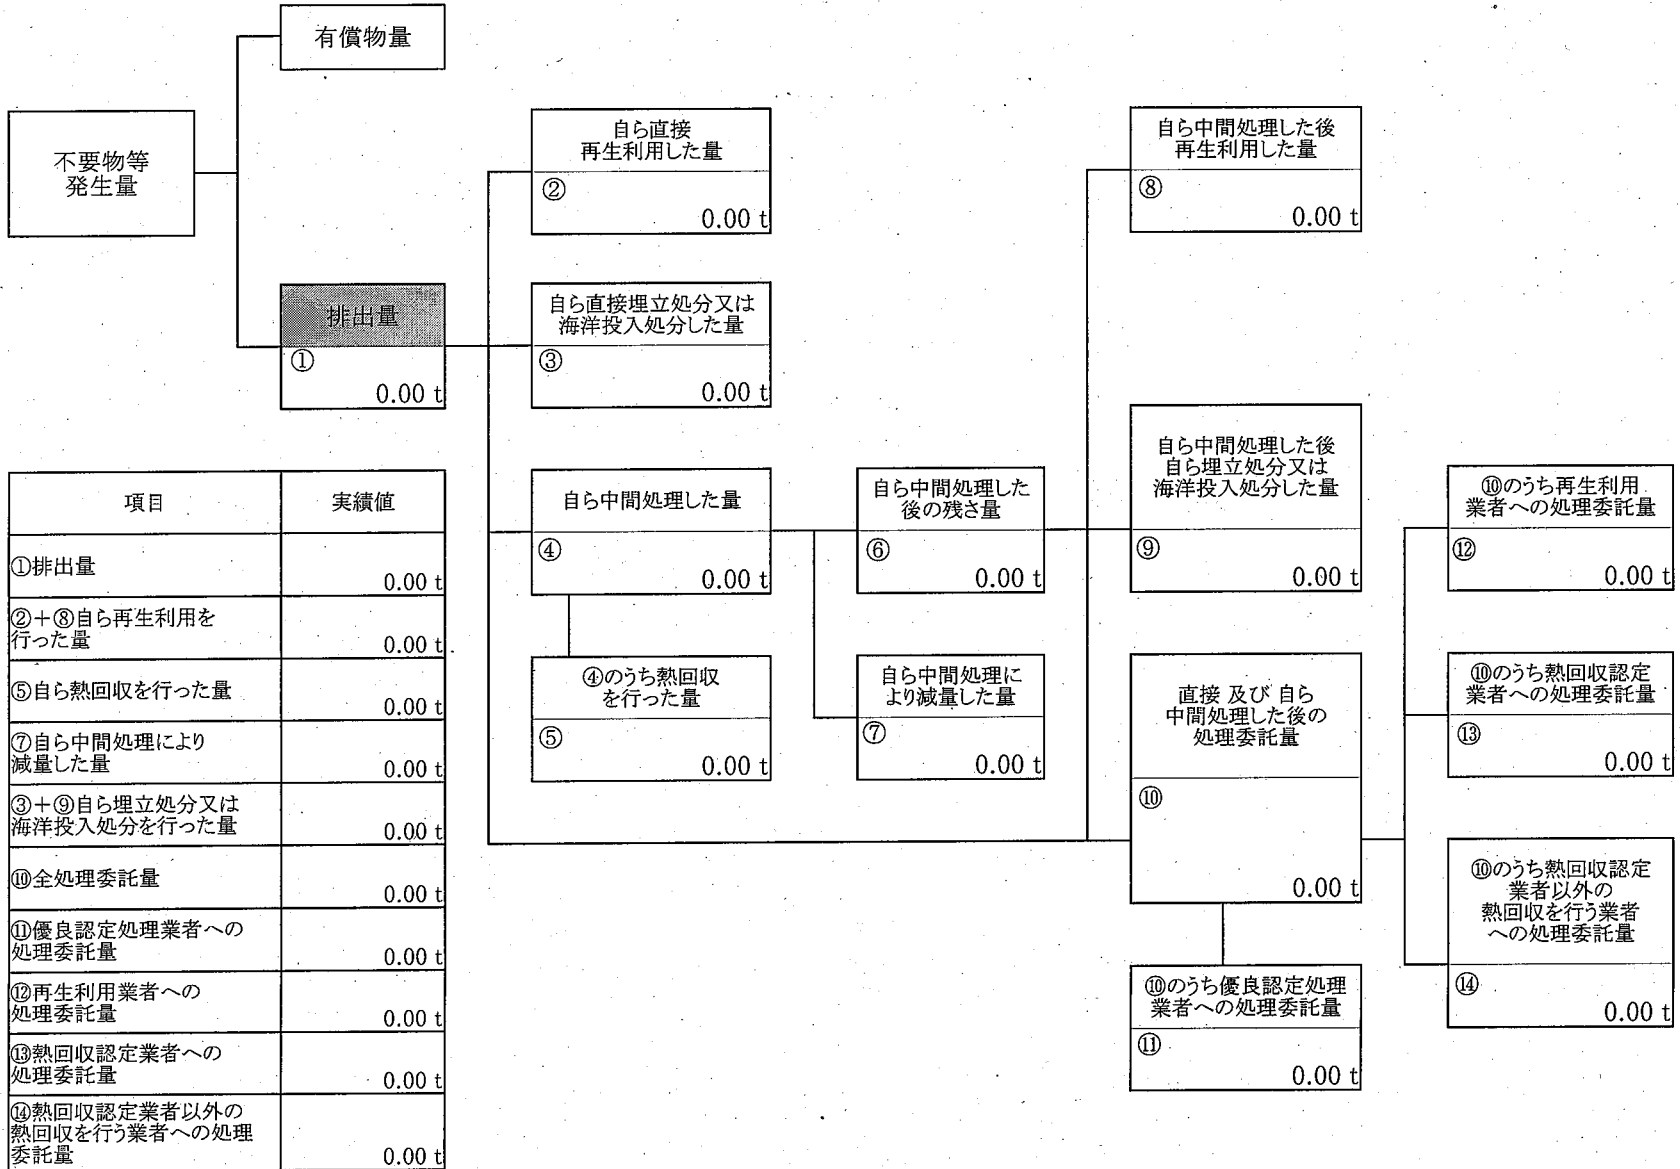 有償物量
不要物等
発生量
排出量
①
0.00 t
自ら直接
再生利用した量
②
0.00 t
自ら直接埋立処分又は
海洋投入処分した量
③
0.00 t
自ら中間処理した量
④
0.00 t
④のうち熱回収
を行った量
⑤
0.00 t
自ら中間処理した
後の残さ量
⑥
0.00 t
自ら中間処理に
より減量した量
⑦
0.00 t
自ら中間処理した後
再生利用した量
⑧
0.00 t
自ら中間処理した後
自ら埋立処分又は
海洋投入処分した量
⑨
0.00 t
直接 及び 自ら
中間処理した後の
処理委託量
⑩
0.00 t
⑩のうち優良認定処理
業者への処理委託量
⑪
0.00 t
⑩のうち再生利用
業者への処理委託量
⑫
0.00 t
⑩のうち熱回収認定
業者への処理委託量
⑬
0.00 t
⑩のうち熱回収認定
業者以外の
熱回収を行う業者
への処理委託量
⑭
0.00 t
項目 実績値
①排出量
0.00 t
②+⑧自ら再生利用を
行った量
0.00 t
⑤自ら熱回収を行った量
0.00 t
⑦自ら中間処理により
減量した量
0.00 t
③+⑨自ら埋立処分又は
海洋投入処分を行った量
0.00 t
⑩全処理委託量
0.00 t
⑪優良認定処理業者への
処理委託量
0.00 t
⑫再生利用業者への
処理委託量
0.00 t
⑬熱回収認定業者への
処理委託量
0.00 t
⑭熱回収認定業者以外の
熱回収を行う業者への処理
委託量
0.00 t